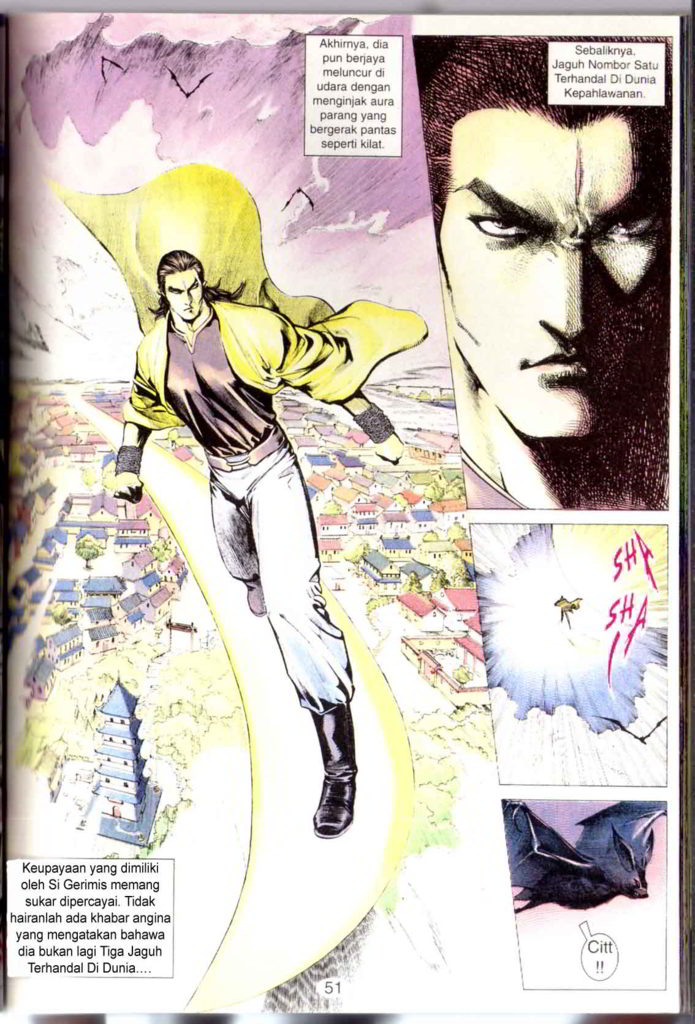 Akhirnya, dia
pun berjaya
meluncur di
udara dengan
menginjak aura
parang yang
bergerak pantas
seperti kilat.
Sebaliknya,
Jaguh Nombor Satu
Terhandal Di Dunia
Kepahlawanan.
SHA
SHA
!
Keupayaan yang dimiliki
oleh Si Gerimis memang
sukar dipercayai. Tidak
hairanlah ada khabar angina
yang mengatakan bahawa
dia bukan lagi Tiga Jaguh
Terhandal Di Dunia....
Citt
!!
51